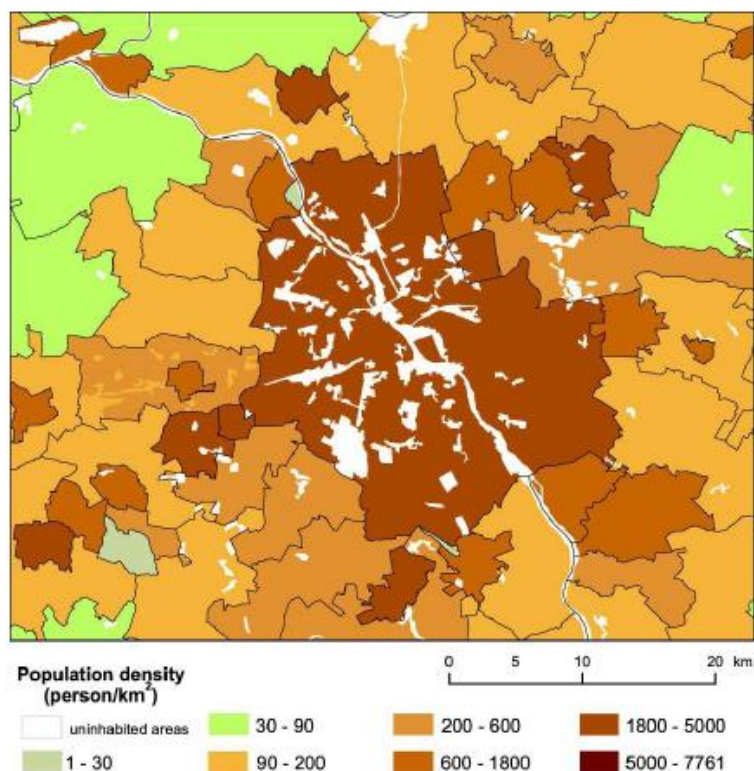 Population density
(person/km²)
0 5 10 20 km
uninhabited areas
30 - 90
200 - 600
1800 - 5000
1 - 30
90 - 200
600 - 1800
5000 - 7761